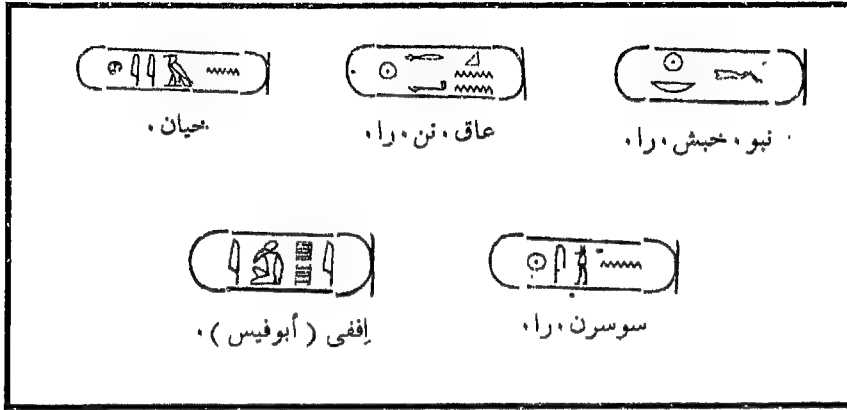 نبو . خبش . را .
عاق . نن . را .
خيان .
سوسرن . را .
إففى ( أبوفيس ) .